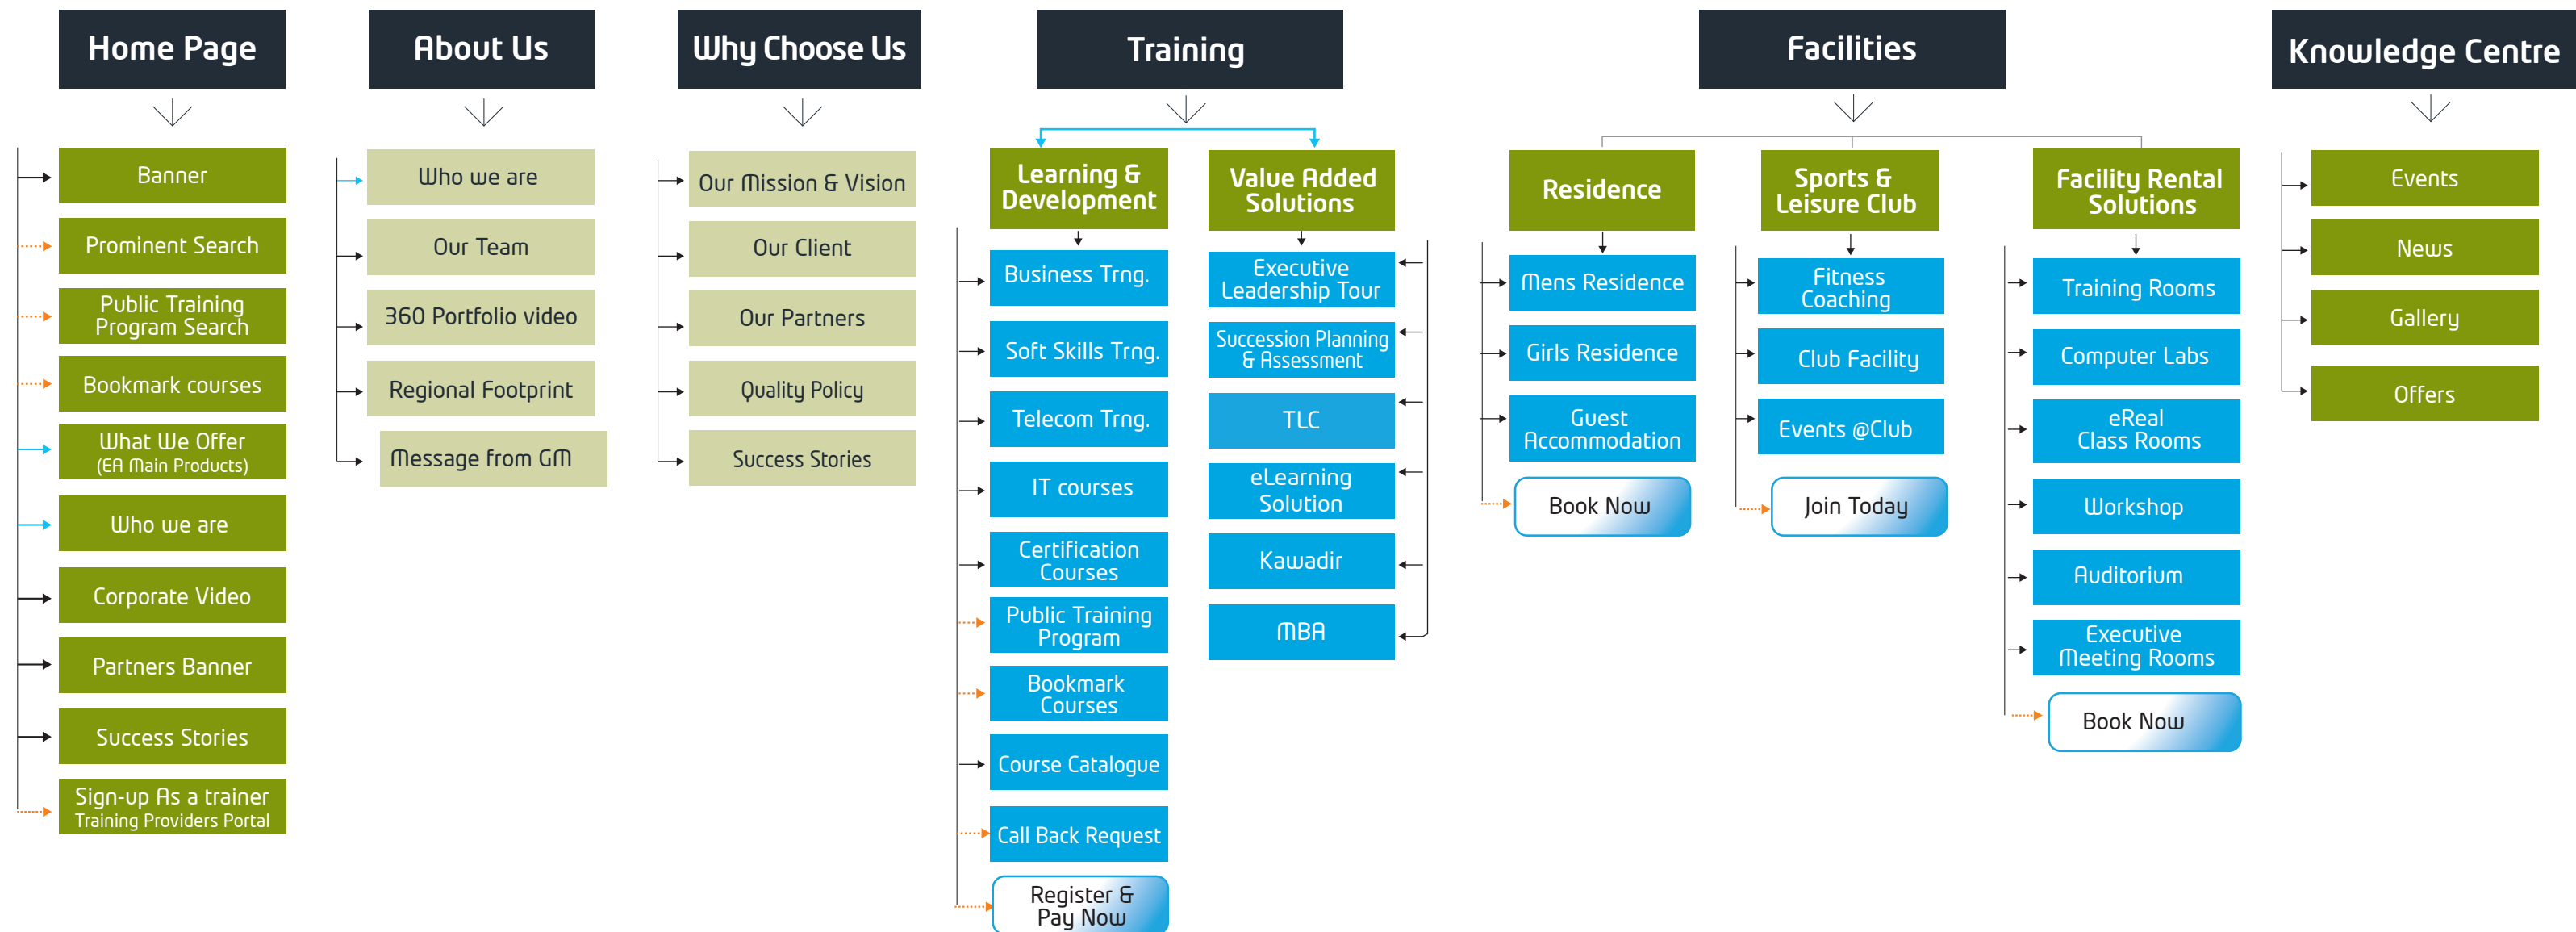 Home Page
Banner
Prominent Search
Public Training
Program Search
Bookmark courses
What We Offer
(EA Main Products)
Who we are
Corporate Video
Partners Banner
Success Stories
Sign-up As a trainer
Training Providers Portal
About Us
Who we are
Our Team
360 Portfolio video
Regional Footprint
Message from GM
Why Choose Us
Our Mission & Vision
Our Client
Our Partners
Quality Policy
Success Stories
Training
Learning &
Development
Business Trng.
Soft Skills Trng.
Telecom Trng.
IT courses
Certification
Courses
Public Training
Program
Bookmark
Courses
Course Catalogue
Call Back Request
Register &
Pay Now
Value Added
Solutions
Executive
Leadership Tour
Succession Planning
& Assessment
TLC
eLearning
Solution
Kawadir
MBA
Facilities
Residence
Mens Residence
Girls Residence
Guest
Accommodation
Book Now
Sports &
Leisure Club
Fitness
Coaching
Club Facility
Events @Club
Join Today
Facility Rental
Solutions
Training Rooms
Computer Labs
eReal
Class Rooms
Workshop
Auditorium
Executive
Meeting Rooms
Book Now
Knowledge Centre
Events
News
Gallery
Offers